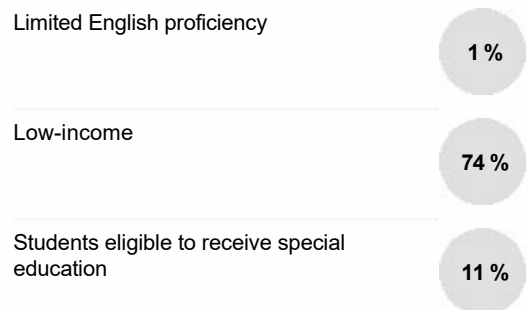 Limited English proficiency
1 %
Low-income
74 %
Students eligible to receive special
education
11 %